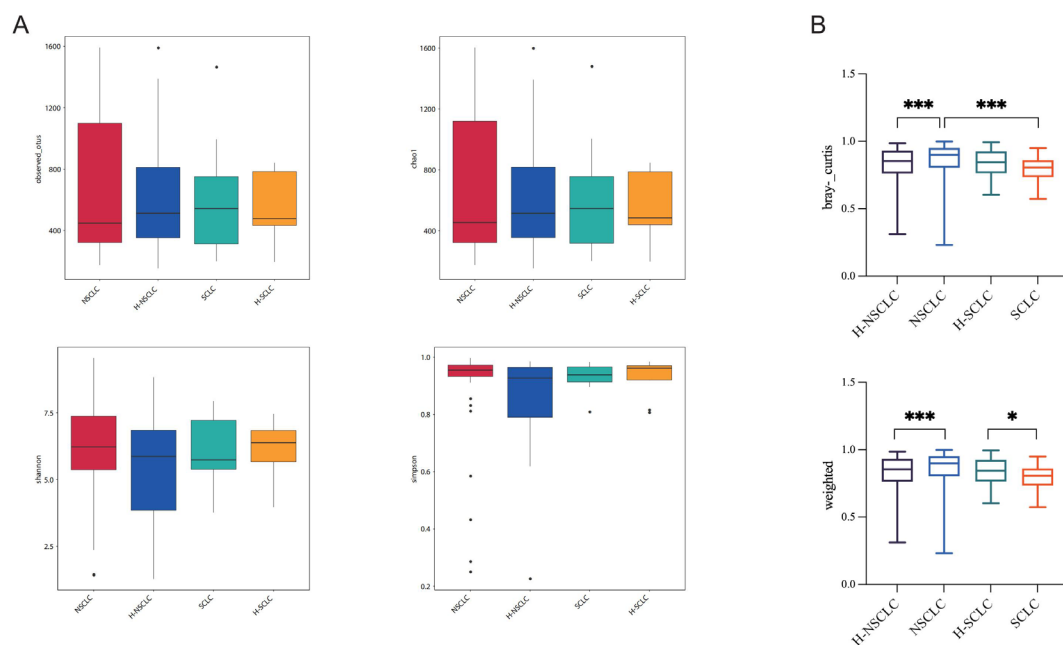 A
B
observed_otus
1600
1200
800
400
NSCLC
H-NSCLC
SCLC
H-SCLC
chao1
1600
1200
800
400
NSCLC
H-NSCLC
SCLC
H-SCLC
bray-_curtis
1.5
1.0
0.5
0.0
*** ***
H-NSCLC
NSCLC
H-SCLC
SCLC
shannon
7.5
5.0
2.5
NSCLC
H-NSCLC
SCLC
H-SCLC
simpson
1.0
0.8
0.6
0.4
0.2
NSCLC
H-NSCLC
SCLC
H-SCLC
weighted
1.5
1.0
0.5
0.0
*** *
H-NSCLC
NSCLC
H-SCLC
SCLC